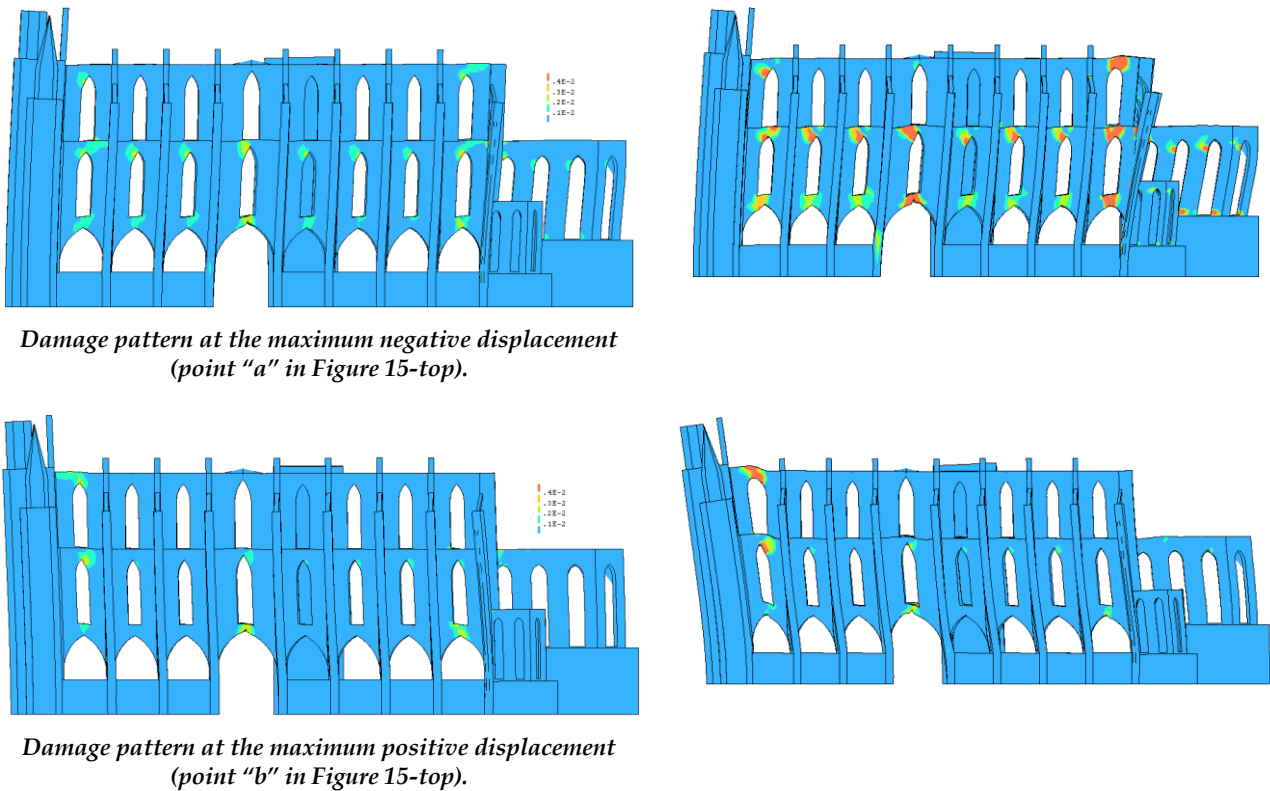 .4E-2
.3E-2
.2E-2
.1E-2
Damage pattern at the maximum negative displacement
(point “a” in Figure 15-top).
.4E-2
.3E-2
.2E-2
.1E-2
Damage pattern at the maximum positive displacement
(point “b” in Figure 15-top).